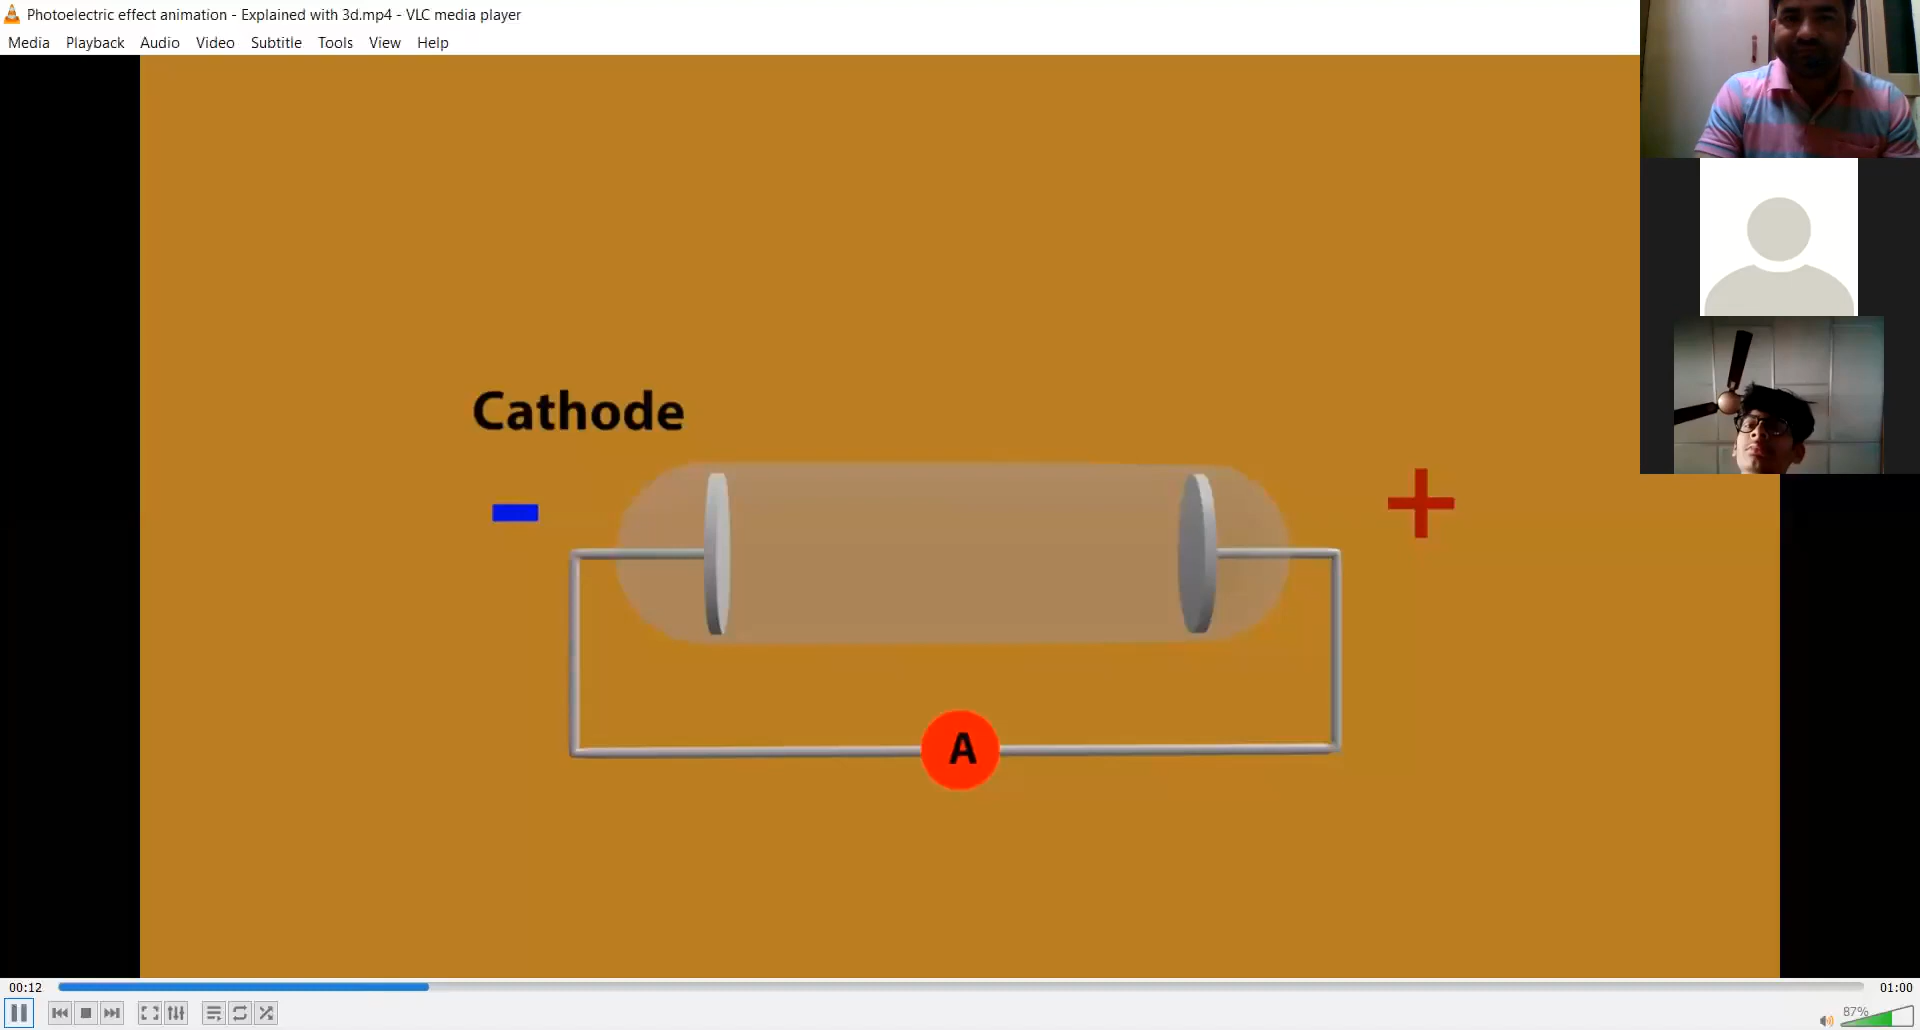 Photoelectric effect animation - Explained with 3d.mp4 - VLC media player
Media Playback Audio Video Subtitle Tools View Help
Cathode
A
00:12
01:00
87%